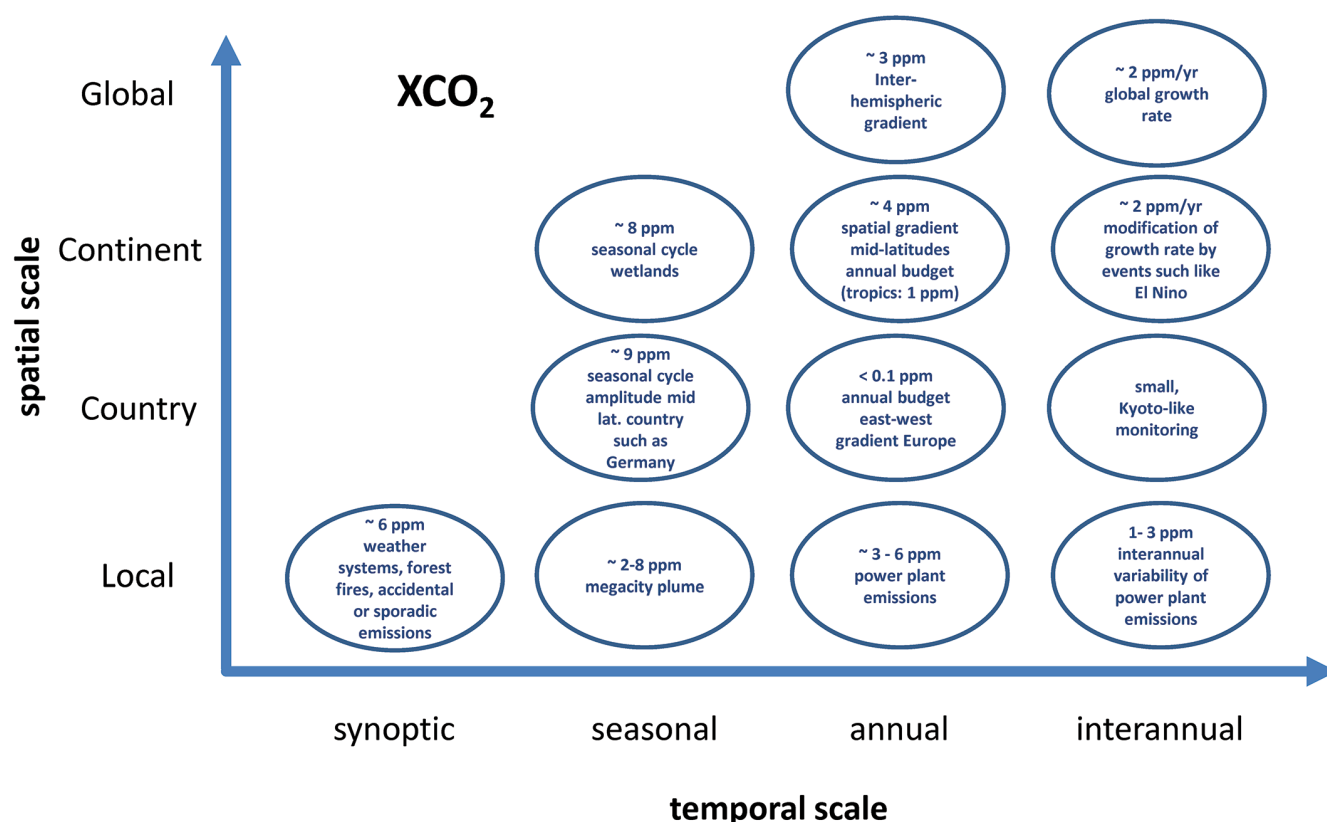 XCO₂
Global
~ 3 ppm
Inter-
hemispheric
gradient
~ 2 ppm/yr
global growth
rate
Continent
~ 8 ppm
seasonal cycle
wetlands
~ 4 ppm
spatial gradient
mid-latitudes
annual budget
(tropics: 1 ppm)
~ 2 ppm/yr
modification of
growth rate by
events such like
El Nino
spatial scale
Country
~ 9 ppm
seasonal cycle
amplitude mid
lat. country
such as
Germany
< 0.1 ppm
annual budget
east-west
gradient Europe
small,
Kyoto-like
monitoring
Local
~ 6 ppm
weather
systems, forest
fires, accidental
or sporadic
emissions
~ 2-8 ppm
megacity plume
~ 3 - 6 ppm
power plant
emissions
1- 3 ppm
interannual
variability of
power plant
emissions
synoptic
seasonal
annual
interannual
temporal scale